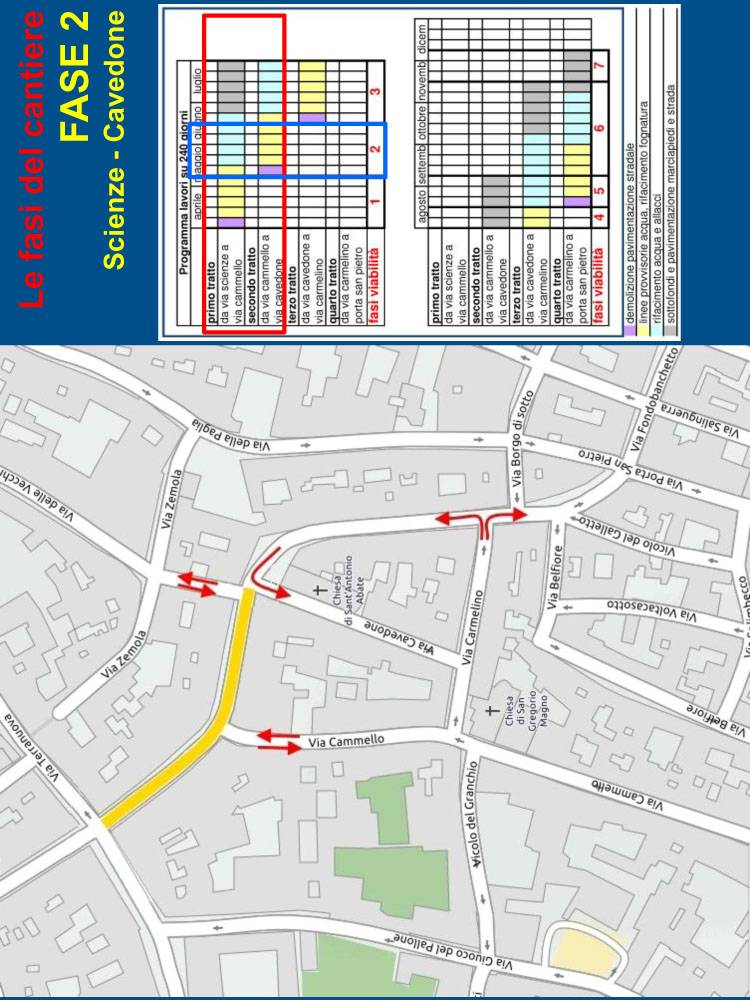 Le fasi del cantiere
FASE 2
Scienze - Cavedone
Programma lavori su 240 giorni
aprile
maggio
giugno
luglio
primo tratto
da via scienze a
via cammello
secondo tratto
da via cammello a
via cavedone
terzo tratto
da via cavedone a
via carmelino
quarto tratto
da via carmelino a
porta san pietro
fasi viabilità
1
2
3
agosto
settemb
ottobre
novemb
dicem
primo tratto
da via scienze a
via cammello
secondo tratto
da via cammello a
via cavedone
terzo tratto
da via cavedone a
via carmelino
quarto tratto
da via carmelino a
porta san pietro
fasi viabilità
4
5
6
7
demolizione pavimentazione stradale
linee provvisorie acqua, rifacimento fognatura
rifacimento acqua e allacci
sottofondi e pavimentazione marciapiedi e strada
Via delle Vecchi
Via Zemola
Via della Paglia
Via Borgo di sotto
Via Fondobanchetto
Via Salinguerra
Via Porta San Pietro
Vicolo del Galletto
Via Belfiore
Via Voltacasotto
Via Belfiore
Via Carmelino
Chiesa
di Sant'Antonio
Abate
Via Cavedone
Via Zemola
Via Terranuova
Via Cammello
Chiesa
di San
Gregorio
Magno
Via Cammello
Vicolo del Granchio
Via Giuoco del Pallone